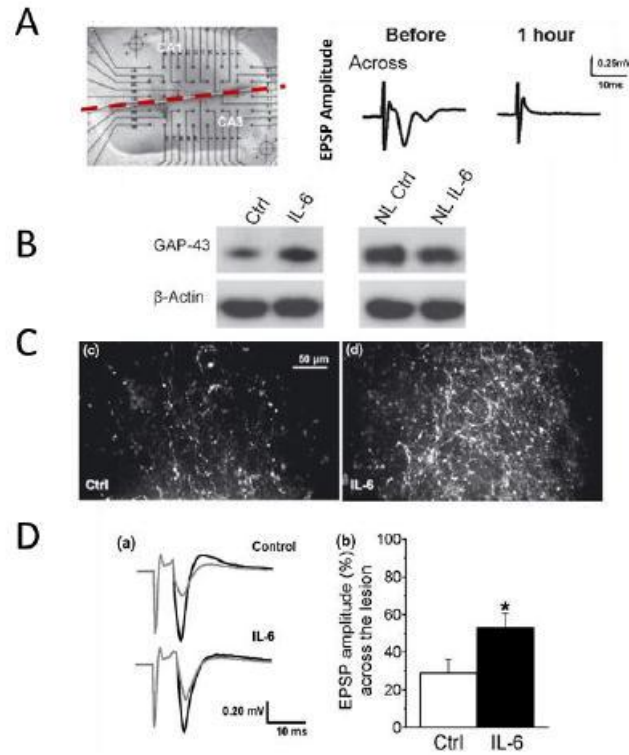 A
CA1
CA3
EPSP Amplitude
Before
1 hour
Across
0.25mV
10ms
B
Ctrl
IL-6
NL Ctrl
NL IL-6
GAP-43
β-Actin
C
(c)
50 µm
Ctrl
(d)
IL-6
D
(a)
Control
IL-6
0.20 mV
10 ms
(b)
EPSP amplitude (%)
across the lesion
100
80
60
40
20
0
*
Ctrl
IL-6